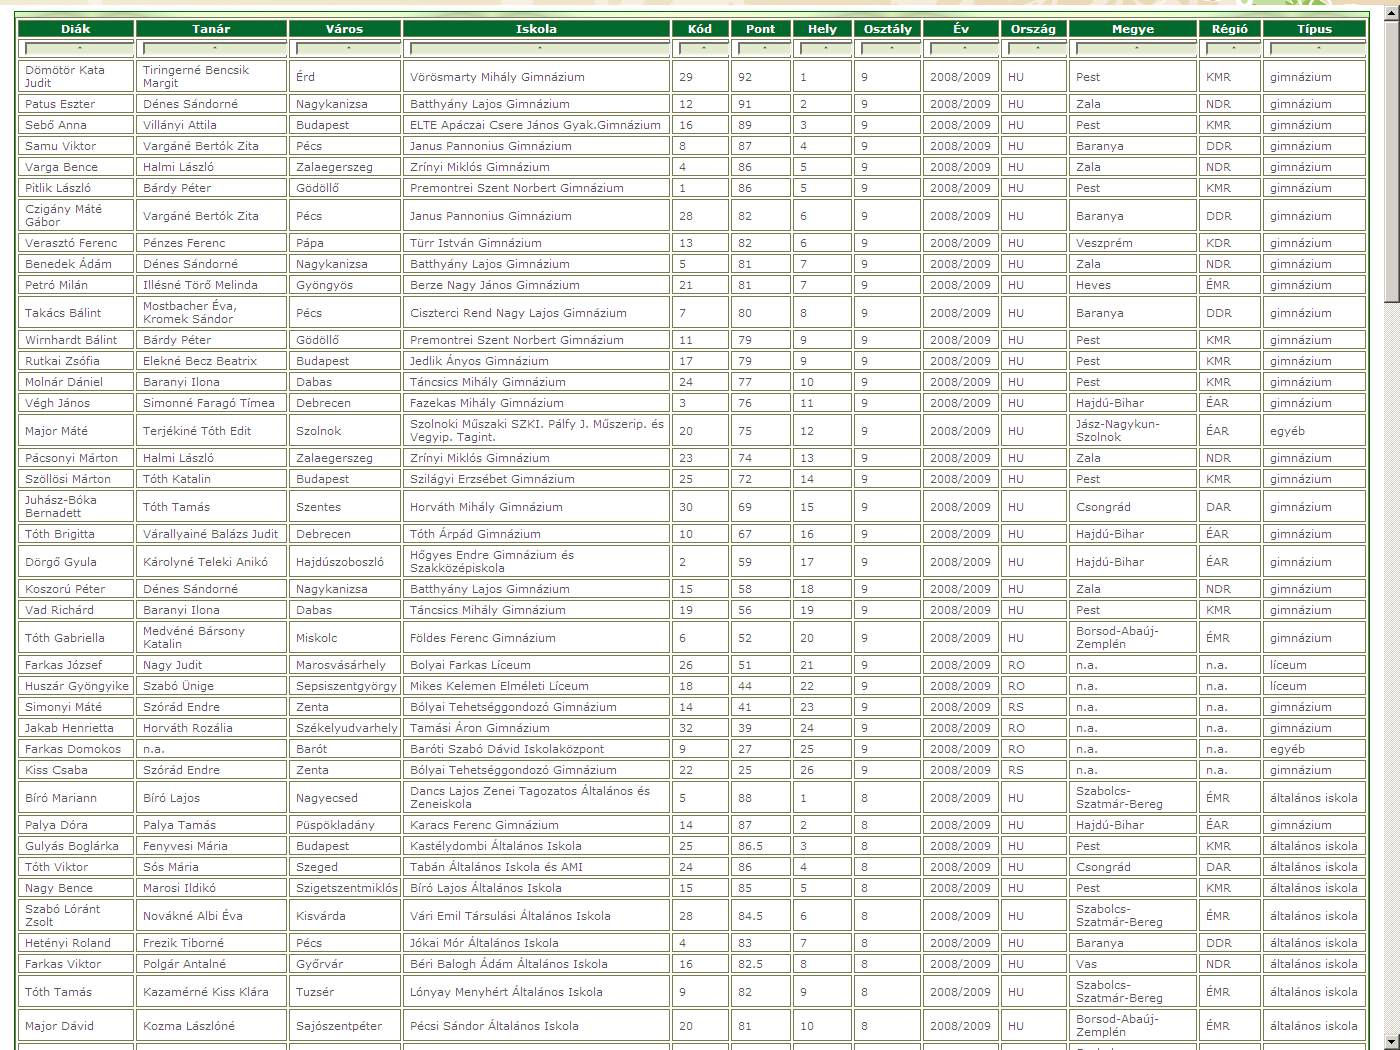 Diák Tanár Város Iskola Kód Pont Hely Osztály Év Ország Megye Régió Típus
Dömötör Kata Judit Tiringerné Bencsik Margit Érd Vörösmarty Mihály Gimnázium 29 92 1 9 2008/2009 HU Pest KMR gimnázium
Patus Eszter Dénes Sándorné Nagykanizsa Batthyány Lajos Gimnázium 12 91 2 9 2008/2009 HU Zala NDR gimnázium
Sebő Anna Villányi Attila Budapest ELTE Apáczai Csere János Gyak.Gimnázium 16 89 3 9 2008/2009 HU Pest KMR gimnázium
Samu Viktor Vargáné Bertók Zita Pécs Janus Pannonius Gimnázium 8 87 4 9 2008/2009 HU Baranya DDR gimnázium
Varga Bence Halmi László Zalaegerszeg Zrínyi Miklós Gimnázium 4 86 5 9 2008/2009 HU Zala NDR gimnázium
Pitlik László Bárdy Péter Gödöllő Premontrei Szent Norbert Gimnázium 1 86 5 9 2008/2009 HU Pest KMR gimnázium
Czigány Máté Gábor Vargáné Bertók Zita Pécs Janus Pannonius Gimnázium 28 82 6 9 2008/2009 HU Baranya DDR gimnázium
Verasztó Ferenc Pénzes Ferenc Pápa Türr István Gimnázium 13 82 6 9 2008/2009 HU Veszprém KDR gimnázium
Benedek Ádám Dénes Sándorné Nagykanizsa Batthyány Lajos Gimnázium 5 81 7 9 2008/2009 HU Zala NDR gimnázium
Petró Milán Illésné Törő Melinda Gyöngyös Berze Nagy János Gimnázium 21 81 7 9 2008/2009 HU Heves ÉMR gimnázium
Takács Bálint Mostbacher Éva, Kromek Sándor Pécs Ciszterci Rend Nagy Lajos Gimnázium 7 80 8 9 2008/2009 HU Baranya DDR gimnázium
Wirnhardt Bálint Bárdy Péter Gödöllő Premontrei Szent Norbert Gimnázium 11 79 9 9 2008/2009 HU Pest KMR gimnázium
Rutkai Zsófia Elekné Becz Beatrix Budapest Jedlik Ányos Gimnázium 17 79 9 9 2008/2009 HU Pest KMR gimnázium
Molnár Dániel Baranyi Ilona Dabas Táncsics Mihály Gimnázium 24 77 10 9 2008/2009 HU Pest KMR gimnázium
Végh János Simonné Faragó Tímea Debrecen Fazekas Mihály Gimnázium 3 76 11 9 2008/2009 HU Hajdú-Bihar ÉAR gimnázium
Major Máté Terjékiné Tóth Edit Szolnok Szolnoki Műszaki SZKI. Pálfy J. Műszerip. és Vegyip. Tagint. 20 75 12 9 2008/2009 HU Jász-Nagykun-Szolnok ÉAR egyéb
Pácsonyi Márton Halmi László Zalaegerszeg Zrínyi Miklós Gimnázium 23 74 13 9 2008/2009 HU Zala NDR gimnázium
Szöllösi Márton Tóth Katalin Budapest Szilágyi Erzsébet Gimnázium 25 72 14 9 2008/2009 HU Pest KMR gimnázium
Juhász-Bóka Bernadett Tóth Tamás Szentes Horváth Mihály Gimnázium 30 69 15 9 2008/2009 HU Csongrád DAR gimnázium
Tóth Brigitta Várallyainé Balázs Judit Debrecen Tóth Árpád Gimnázium 10 67 16 9 2008/2009 HU Hajdú-Bihar ÉAR gimnázium
Dörgő Gyula Károlyné Teleki Anikó Hajdúszoboszló Hőgyes Endre Gimnázium és Szakközépiskola 2 59 17 9 2008/2009 HU Hajdú-Bihar ÉAR gimnázium
Koszorú Péter Dénes Sándorné Nagykanizsa Batthyány Lajos Gimnázium 15 58 18 9 2008/2009 HU Zala NDR gimnázium
Vad Richárd Baranyi Ilona Dabas Táncsics Mihály Gimnázium 19 56 19 9 2008/2009 HU Pest KMR gimnázium
Tóth Gabriella Medvéné Bársony Katalin Miskolc Földes Ferenc Gimnázium 6 52 20 9 2008/2009 HU Borsod-Abaúj-Zemplén ÉMR gimnázium
Farkas József Nagy Judit Marosvásárhely Bolyai Farkas Líceum 26 51 21 9 2008/2009 RO n.a. n.a. líceum
Huszár Gyöngyike Szabó Ünige Sepsiszentgyörgy Mikes Kelemen Elméleti Líceum 18 44 22 9 2008/2009 RO n.a. n.a. líceum
Simonyi Máté Szórád Endre Zenta Bólyai Tehetséggondozó Gimnázium 14 41 23 9 2008/2009 RS n.a. n.a. gimnázium
Jakab Henrietta Horváth Rozália Székelyudvarhely Tamási Áron Gimnázium 32 39 24 9 2008/2009 RO n.a. n.a. gimnázium
Farkas Domokos n.a. Barót Baróti Szabó Dávid Iskolaközpont 9 27 25 9 2008/2009 RO n.a. n.a. egyéb
Kiss Csaba Szórád Endre Zenta Bólyai Tehetséggondozó Gimnázium 22 25 26 9 2008/2009 RS n.a. n.a. gimnázium
Bíró Mariann Bíró Lajos Nagyecsed Dancs Lajos Zenei Tagozatos Általános és Zeneiskola 5 88 1 8 2008/2009 HU Szabolcs-Szatmár-Bereg ÉMR általános iskola
Palya Dóra Palya Tamás Püspökladány Karacs Ferenc Gimnázium 14 87 2 8 2008/2009 HU Hajdú-Bihar ÉAR gimnázium
Gulyás Boglárka Fenyvesi Mária Budapest Kastélydombi Általános Iskola 25 86.5 3 8 2008/2009 HU Pest KMR általános iskola
Tóth Viktor Sós Mária Szeged Tabán Általános Iskola és AMI 24 86 4 8 2008/2009 HU Csongrád DAR általános iskola
Nagy Bence Marosi Ildikó Szigetszentmiklós Bíró Lajos Általános Iskola 15 85 5 8 2008/2009 HU Pest KMR általános iskola
Szabó Lóránt Zsolt Novákné Albi Éva Kisvárda Vári Emil Társulási Általános Iskola 28 84.5 6 8 2008/2009 HU Szabolcs-Szatmár-Bereg ÉMR általános iskola
Hetényi Roland Frezik Tiborné Pécs Jókai Mór Általános Iskola 4 83 7 8 2008/2009 HU Baranya DDR általános iskola
Farkas Viktor Polgár Antalné Győrvár Béri Balogh Ádám Általános Iskola 16 82.5 8 8 2008/2009 HU Vas NDR általános iskola
Tóth Tamás Kazamérné Kiss Klára Tuzsér Lónyay Menyhért Általános Iskola 9 82 9 8 2008/2009 HU Szabolcs-Szatmár-Bereg ÉMR általános iskola
Major Dávid Kozma Lászlóné Sajószentpéter Pécsi Sándor Általános Iskola 20 81 10 8 2008/2009 HU Borsod-Abaúj-Zemplén ÉMR általános iskola